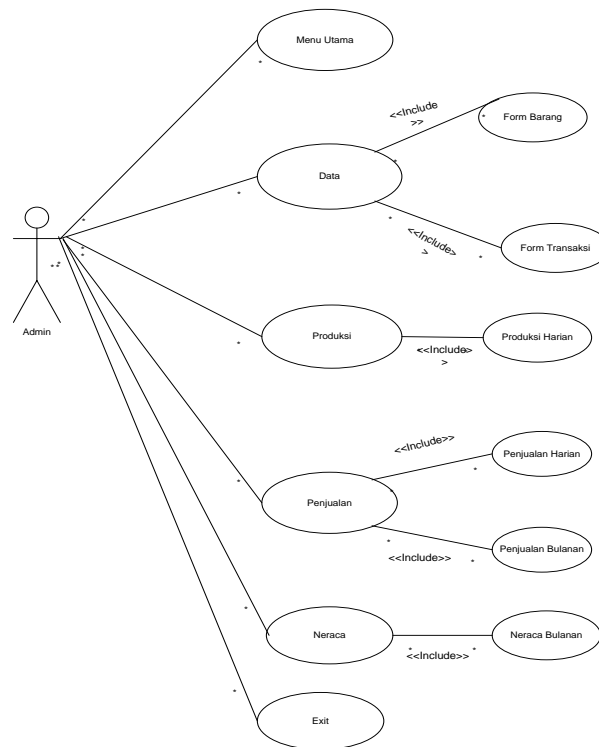 Menu Utama
*
<<Include
>>
*
Form Barang
*
Data
*
*
*
<<Include>
>
*
Form Transaksi
*
*
* * *
Admin
*
Produksi
<<Include>
>
Produksi Harian
<<Include>>
*
Penjualan Harian
*
*
Penjualan
*
<<Include>>
*
Penjualan Bulanan
*
Neraca
*
*
<<Include>>
Neraca Bulanan
*
Exit